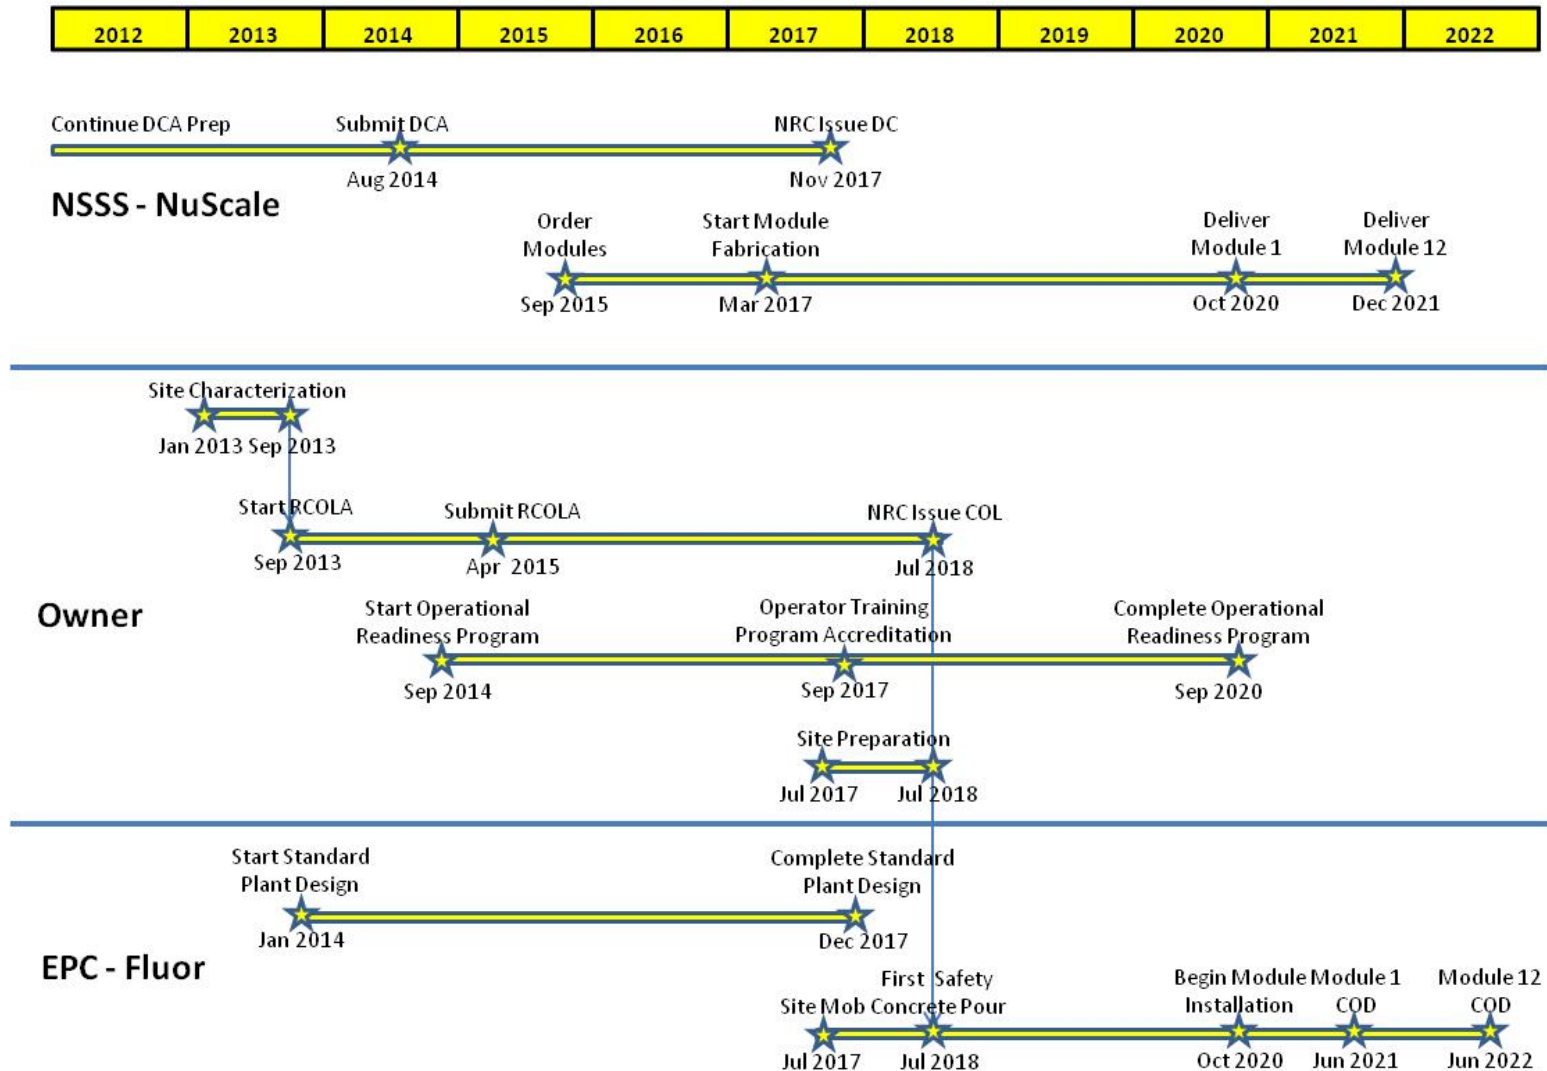 2012 2013 2014 2015 2016 2017 2018 2019 2020 2021 2022
Continue DCA Prep
Submit DCA
NRC Issue DC
Aug 2014
Nov 2017
NSSS - NuScale
Order
Modules
Start Module
Fabrication
Deliver
Module 1
Deliver
Module 12
Sep 2015
Mar 2017
Oct 2020
Dec 2021
Site Characterization
Jan 2013
Sep 2013
Start RCOLA
Submit RCOLA
NRC Issue COL
Sep 2013
Apr 2015
Jul 2018
Owner
Start Operational
Readiness Program
Operator Training
Program Accreditation
Complete Operational
Readiness Program
Sep 2014
Sep 2017
Sep 2020
Site Preparation
Jul 2017
Jul 2018
Start Standard
Plant Design
Complete Standard
Plant Design
Jan 2014
Dec 2017
EPC - Fluor
Site Mob
First Safety
Concrete Pour
Begin Module
Installation
Module 1
COD
Module 12
COD
Jul 2017
Jul 2018
Oct 2020
Jun 2021
Jun 2022